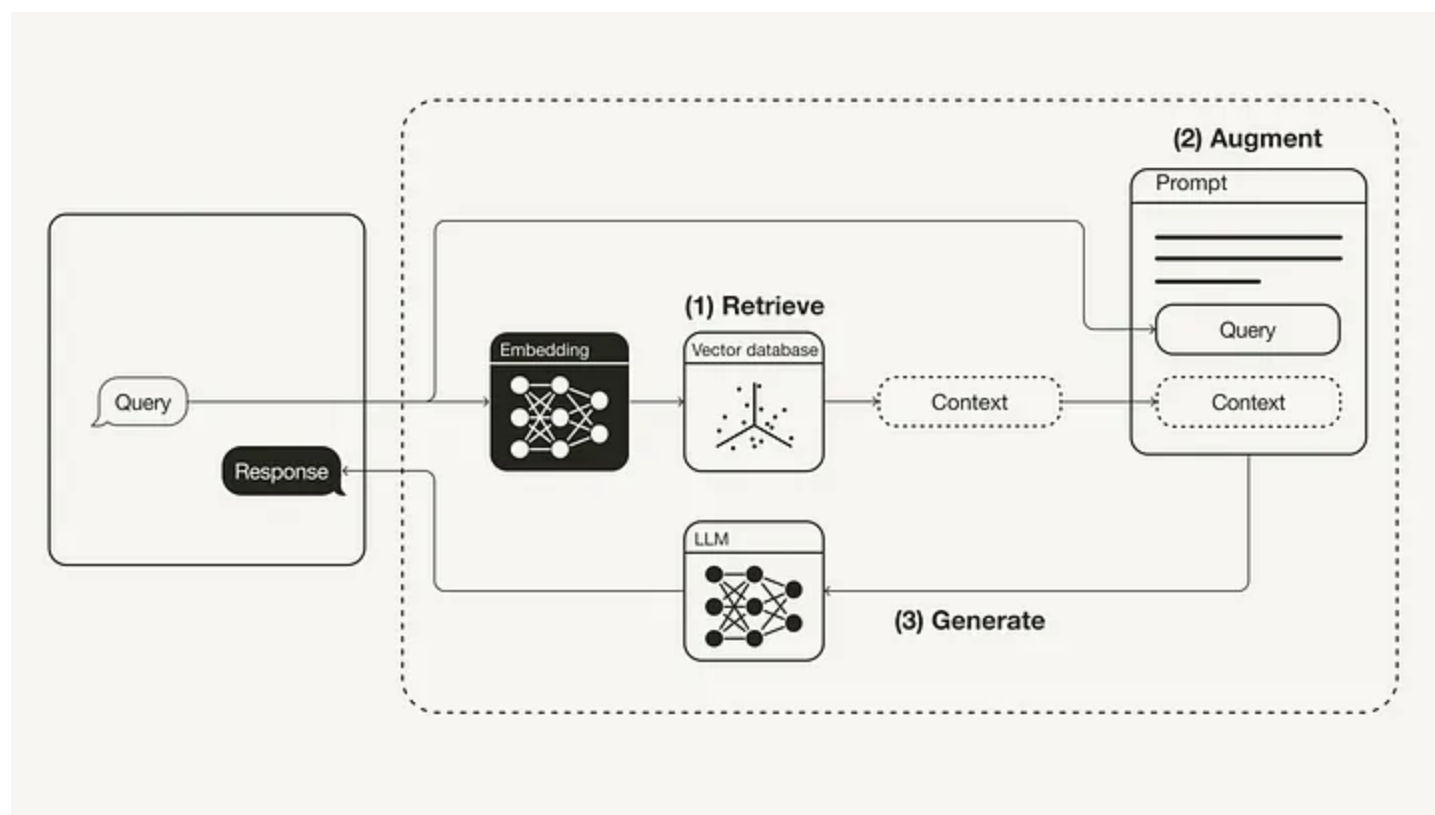 (2) Augment
Prompt
(1) Retrieve
Query
Embedding
Vector database
Query
Context
Context
Response
LLM
(3) Generate